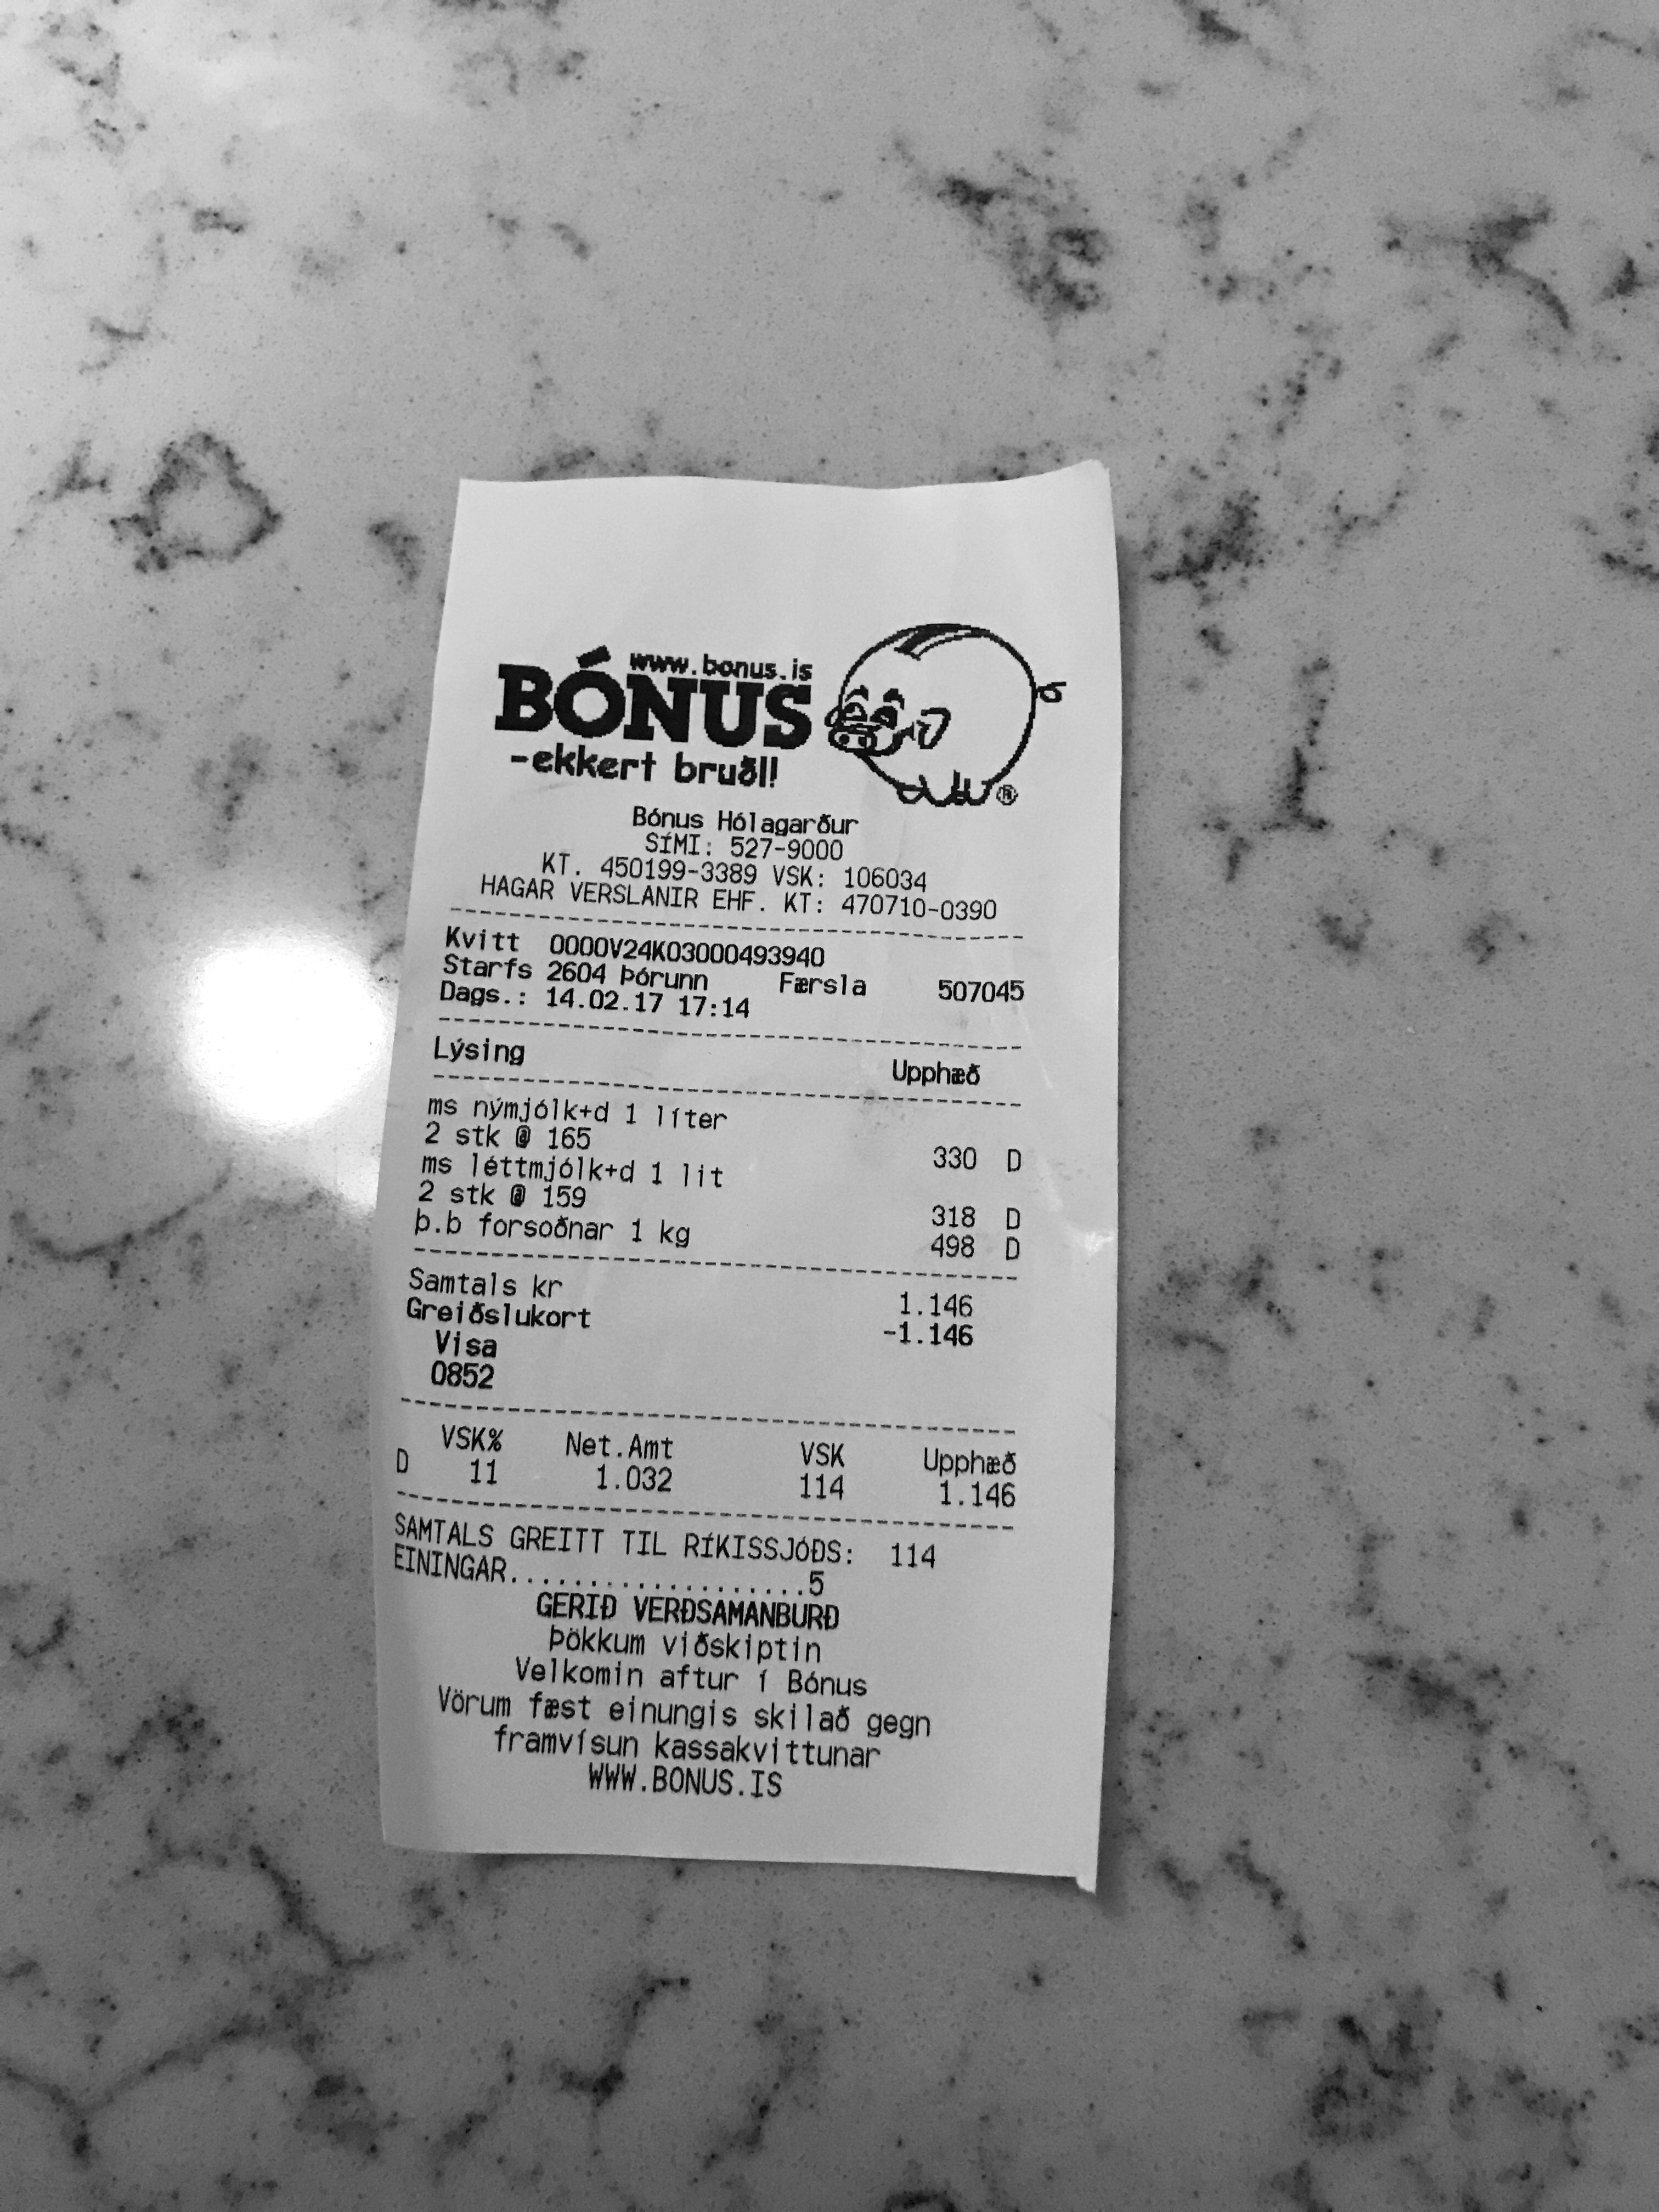 www.bonus.is
BÓNUS
-ekkert bruðl!
®
Bónus Hólagarður
SÍMI: 527-9000
KT. 450199-3389 VSK: 106034
HAGAR VERSLANIR EHF. KT: 470710-0390
Kvitt 0000V24K03000493940
Starfs 2604 Þórunn Færsla 507045
Dags.: 14.02.17 17:14
Lýsing Upphæð
ms nýmjólk+d 1 líter
2 stk @ 165 330 D
ms léttmjólk+d 1 lit
2 stk @ 159 318 D
þ.b forsoðnar 1 kg 498 D
Samtals kr 1.146
Greiðslukort -1.146
Visa
0852
VSK% Net.Amt VSK Upphæð
D 11 1.032 114 1.146
SAMTALS GREITT TIL RÍKISSJÓÐS: 114
EININGAR...................5
GERIÐ VERÐSAMANBURÐ
Þökkum viðskiptin
Velkomin aftur í Bónus
Vörum fæst einungis skilað gegn
framvísun kassakvittunar
WWW.BONUS.IS